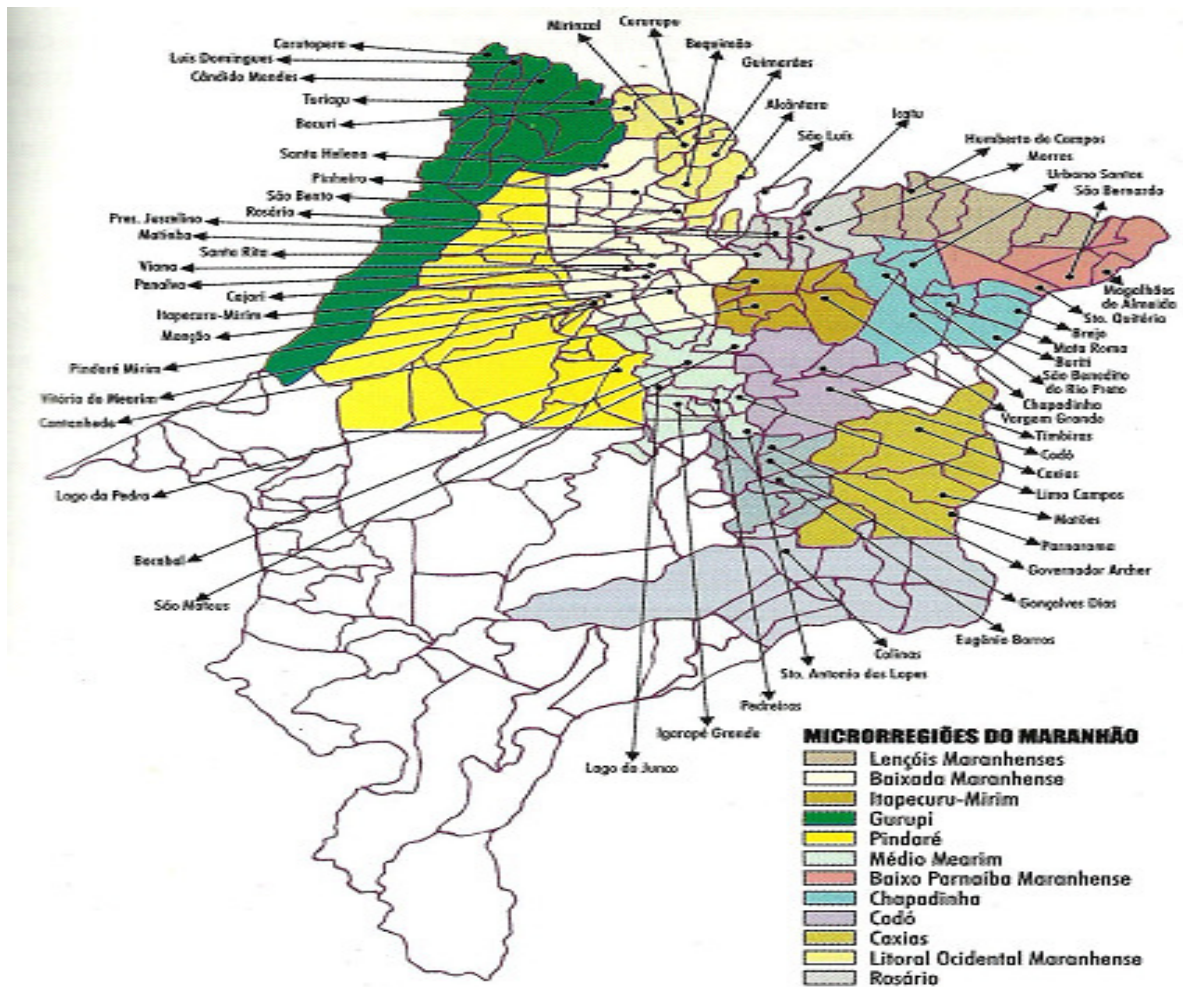 Mirinzal
Cururupu
Bequimão
Guimarães
Alcântara
São Luís
Icatu
Humberto de Campos
Morros
Urbano Santos
São Bernardo
Carutapera
Luís Domingues
Cândido Mendes
Turiaçu
Bacuri
Santa Helena
Pinheiro
São Bento
Rosário
Pres. Juscelino
Matinha
Santa Rita
Viana
Penalva
Cajari
Itapecuru-Mirim
Monção
Pindaré Mirim
Vitória do Mearim
Cantanhede
Lago da Pedra
Bacabal
São Mateus
Magalhães
de Almeida
Sto. Quitéria
Brejo
Mata Roma
Buriti
São Benedito
do Rio Preto
Chapadinha
Vargem Grande
Timbiras
Codó
Caxias
Lima Campos
Matões
Parnarama
Governador Archer
Gonçalves Dias
Eugênio Barros
Colinas
Sto. Antonio dos Lopes
Pedreiras
Igarapé Grande
Lago do Junco
MICRORREGIÕES DO MARANHÃO
Lençóis Maranhenses
Baixada Maranhense
Itapecuru-Mirim
Gurupi
Pindaré
Médio Mearim
Baixo Parnaíba Maranhense
Chapadinha
Codó
Caxias
Litoral Ocidental Maranhense
Rosário